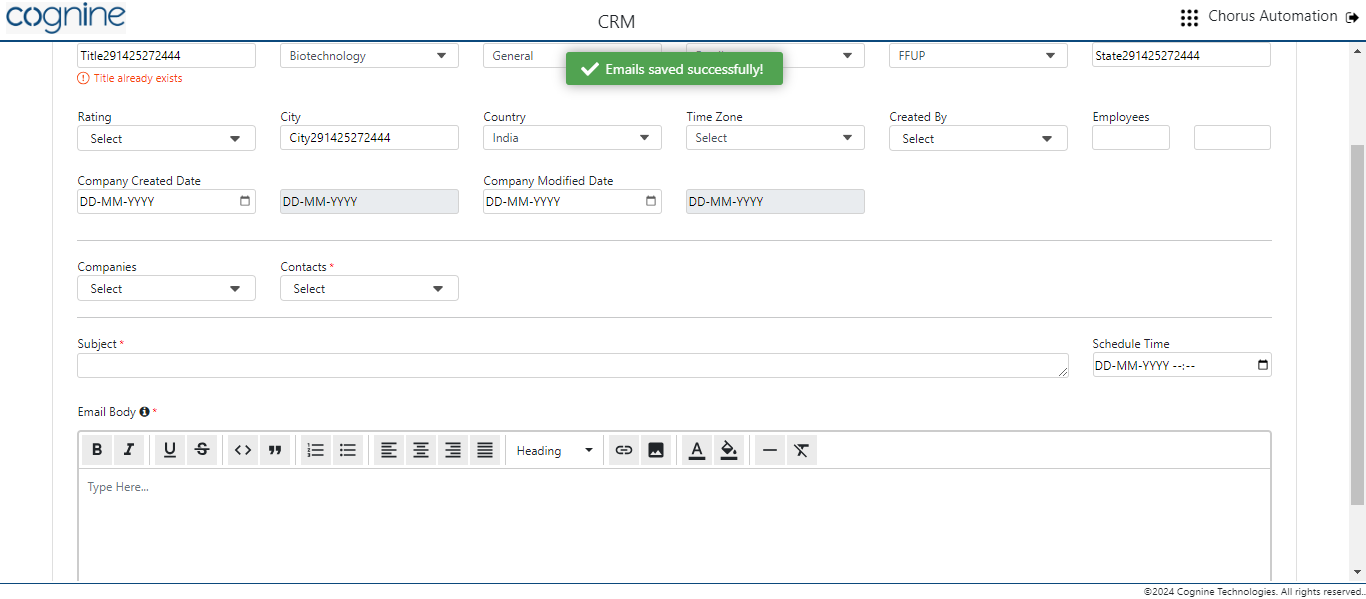 cognine
CRM
Chorus Automation
Title291425272444
Biotechnology
General
FFUP
State291425272444
Emails saved successfully!
Title already exists
Rating
City
Country
Time Zone
Created By
Employees
Select
City291425272444
India
Select
Select
Company Created Date
Company Modified Date
DD-MM-YYYY
DD-MM-YYYY
DD-MM-YYYY
DD-MM-YYYY
Companies
Contacts *
Select
Select
Subject *
Schedule Time
DD-MM-YYYY --:--
Email Body *
B I U S <> " Heading A
Type Here...
©2024 Cognine Technologies. All rights reserved.